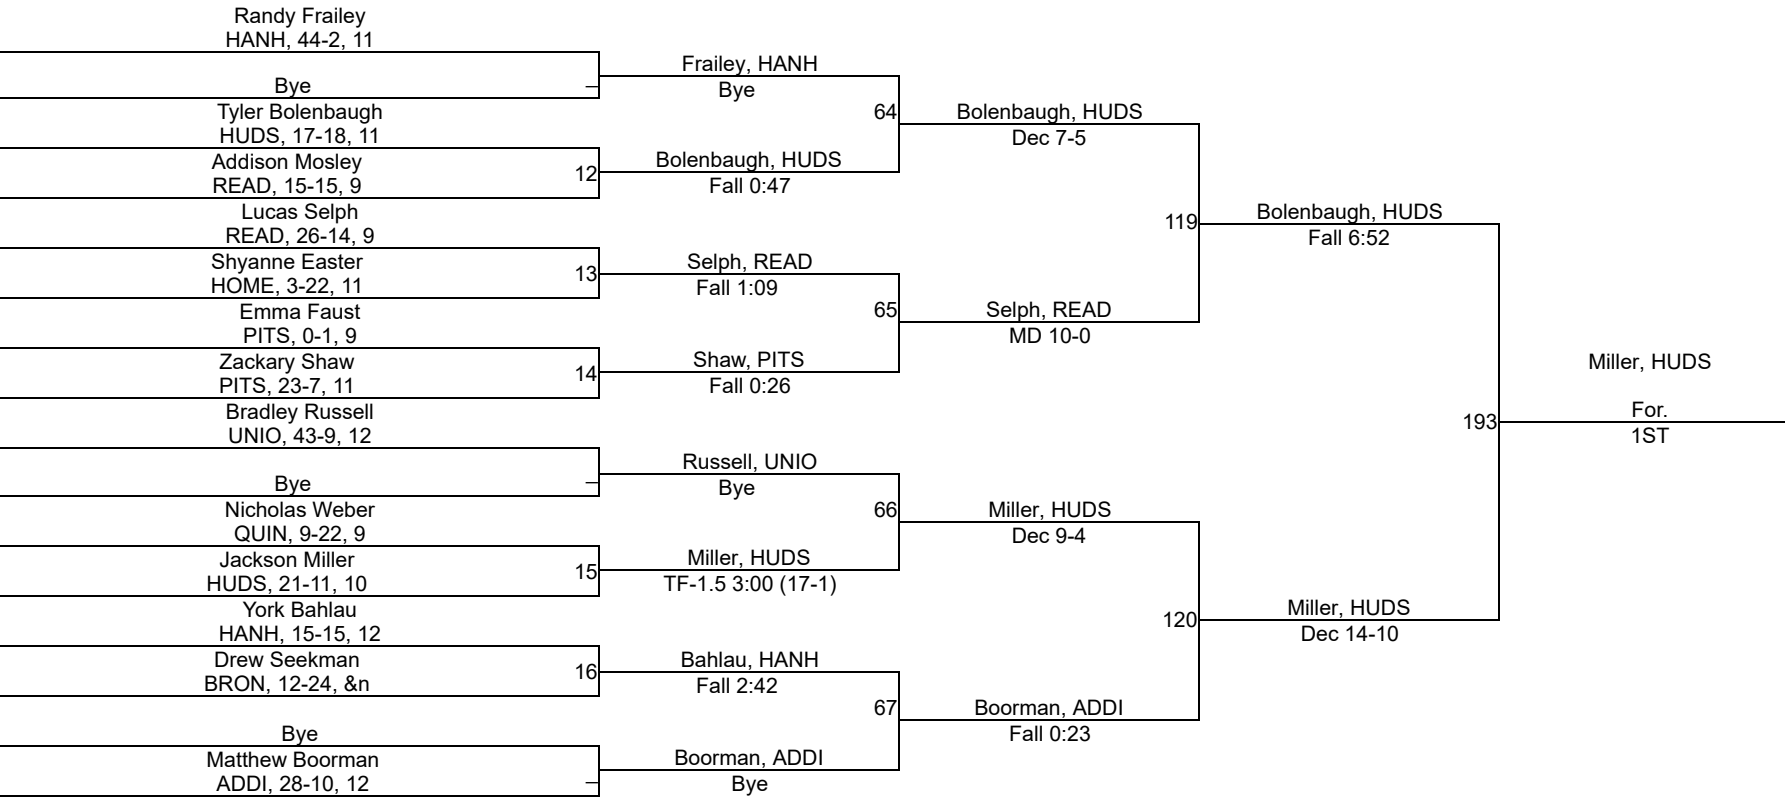 Randy Frailey
HANH, 44-2, 11
Bye
Tyler Bolenbaugh
HUDS, 17-18, 11
Addison Mosley
READ, 15-15, 9
Lucas Selph
READ, 26-14, 9
Shyanne Easter
HOME, 3-22, 11
Emma Faust
PITS, 0-1, 9
Zackary Shaw
PITS, 23-7, 11
Bradley Russell
UNIO, 43-9, 12
Bye
Nicholas Weber
QUIN, 9-22, 9
Jackson Miller
HUDS, 21-11, 10
York Bahlau
HANH, 15-15, 12
Drew Seekman
BRON, 12-24, &n
Bye
Matthew Boorman
ADDI, 28-10, 12
–
12
13
14
–
15
16
–
Frailey, HANH
Bye
Bolenbaugh, HUDS
Fall 0:47
Selph, READ
Fall 1:09
Shaw, PITS
Fall 0:26
Russell, UNIO
Bye
Miller, HUDS
TF-1.5 3:00 (17-1)
Bahlau, HANH
Fall 2:42
Boorman, ADDI
Bye
64
65
66
67
Bolenbaugh, HUDS
Dec 7-5
Selph, READ
MD 10-0
Miller, HUDS
Dec 9-4
Boorman, ADDI
Fall 0:23
119
120
Bolenbaugh, HUDS
Fall 6:52
Miller, HUDS
Dec 14-10
193
Miller, HUDS
For.
1ST